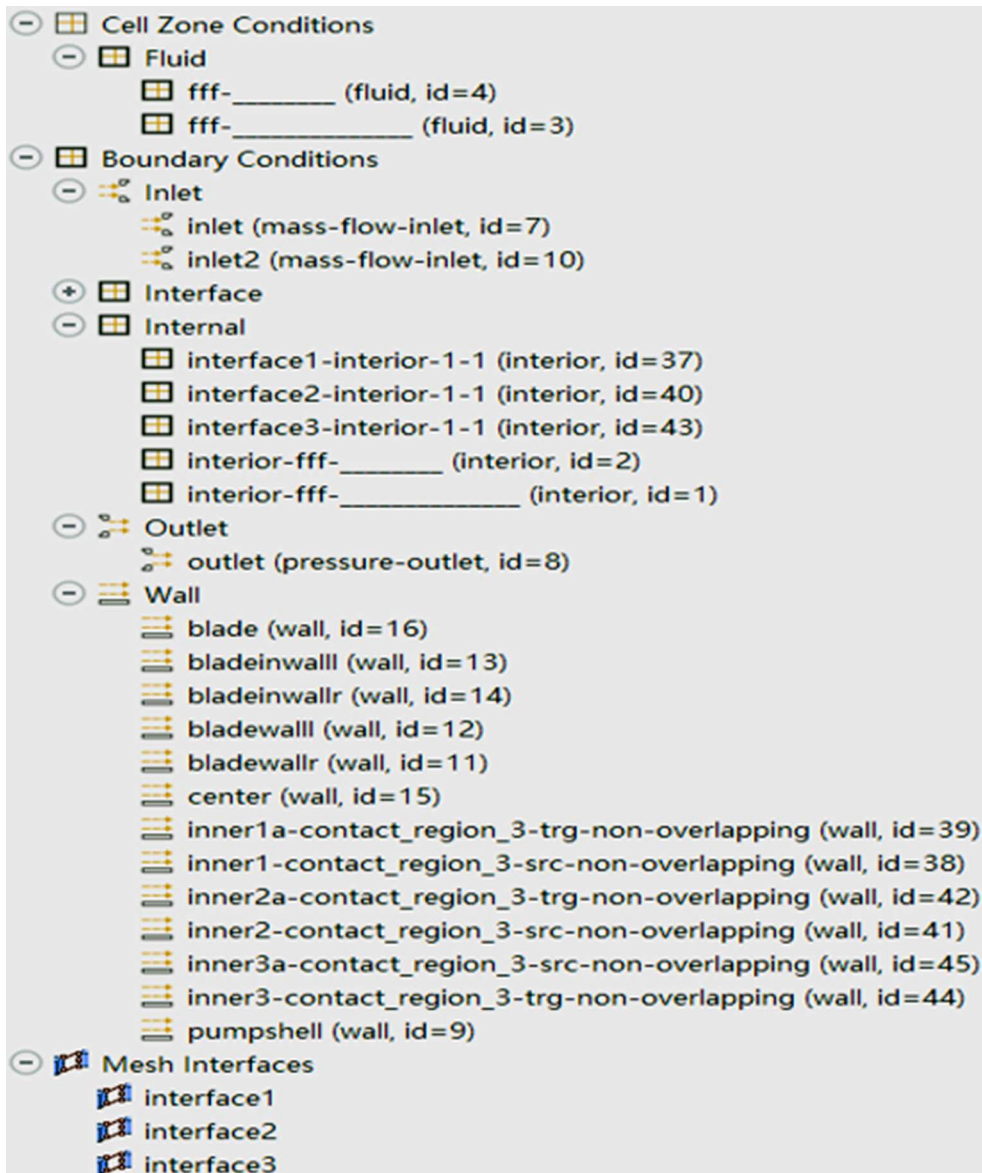 Cell Zone Conditions
Fluid
fff-________ (fluid, id=4)
fff-______________ (fluid, id=3)
Boundary Conditions
Inlet
inlet (mass-flow-inlet, id=7)
inlet2 (mass-flow-inlet, id=10)
Interface
Internal
interface1-interior-1-1 (interior, id=37)
interface2-interior-1-1 (interior, id=40)
interface3-interior-1-1 (interior, id=43)
interior-fff-________ (interior, id=2)
interior-fff-______________ (interior, id=1)
Outlet
outlet (pressure-outlet, id=8)
Wall
blade (wall, id=16)
bladeinwalll (wall, id=13)
bladeinwallr (wall, id=14)
bladewalll (wall, id=12)
bladewallr (wall, id=11)
center (wall, id=15)
inner1a-contact_region_3-trg-non-overlapping (wall, id=39)
inner1-contact_region_3-src-non-overlapping (wall, id=38)
inner2a-contact_region_3-trg-non-overlapping (wall, id=42)
inner2-contact_region_3-src-non-overlapping (wall, id=41)
inner3a-contact_region_3-src-non-overlapping (wall, id=45)
inner3-contact_region_3-trg-non-overlapping (wall, id=44)
pumpshell (wall, id=9)
Mesh Interfaces
interface1
interface2
interface3